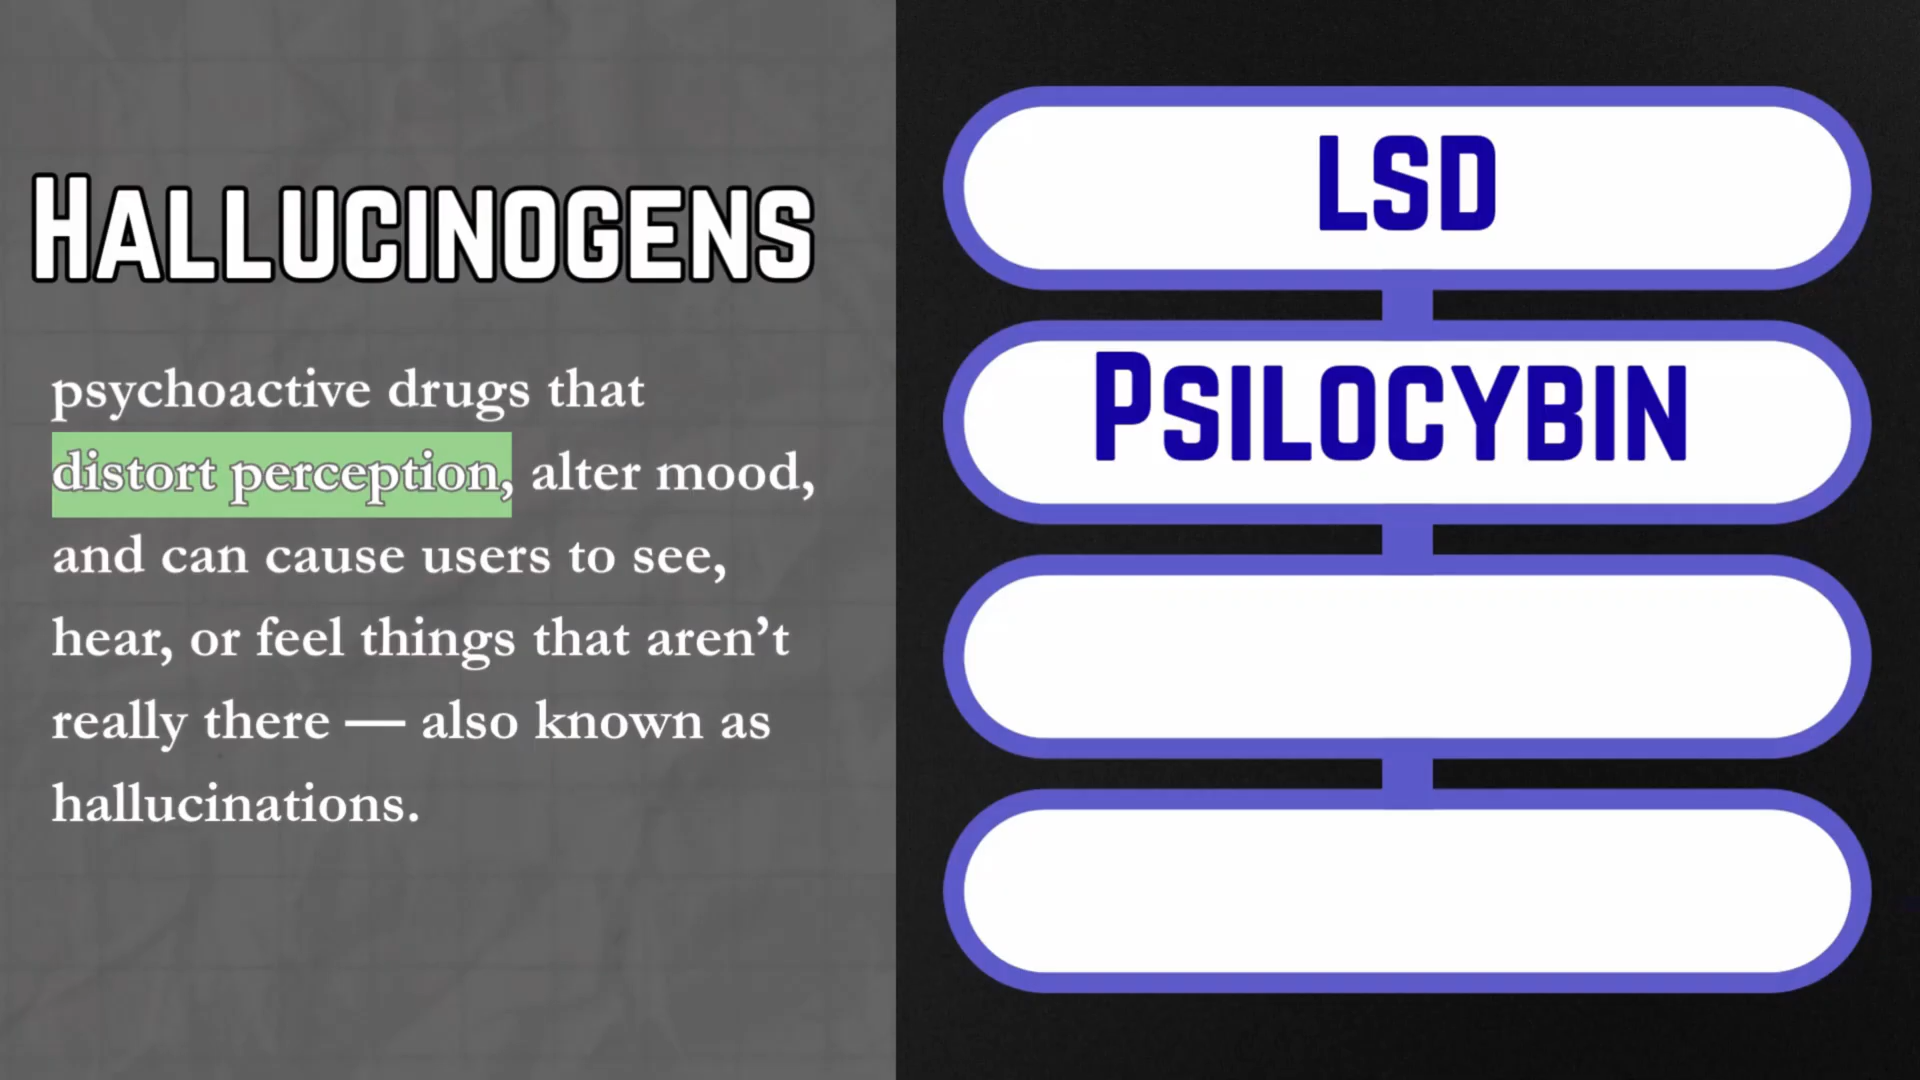 HALLUCINOGENS
psychoactive drugs that
distort perception, alter mood,
and can cause users to see,
hear, or feel things that aren’t
really there — also known as
hallucinations.
LSD
PSILOCYBIN